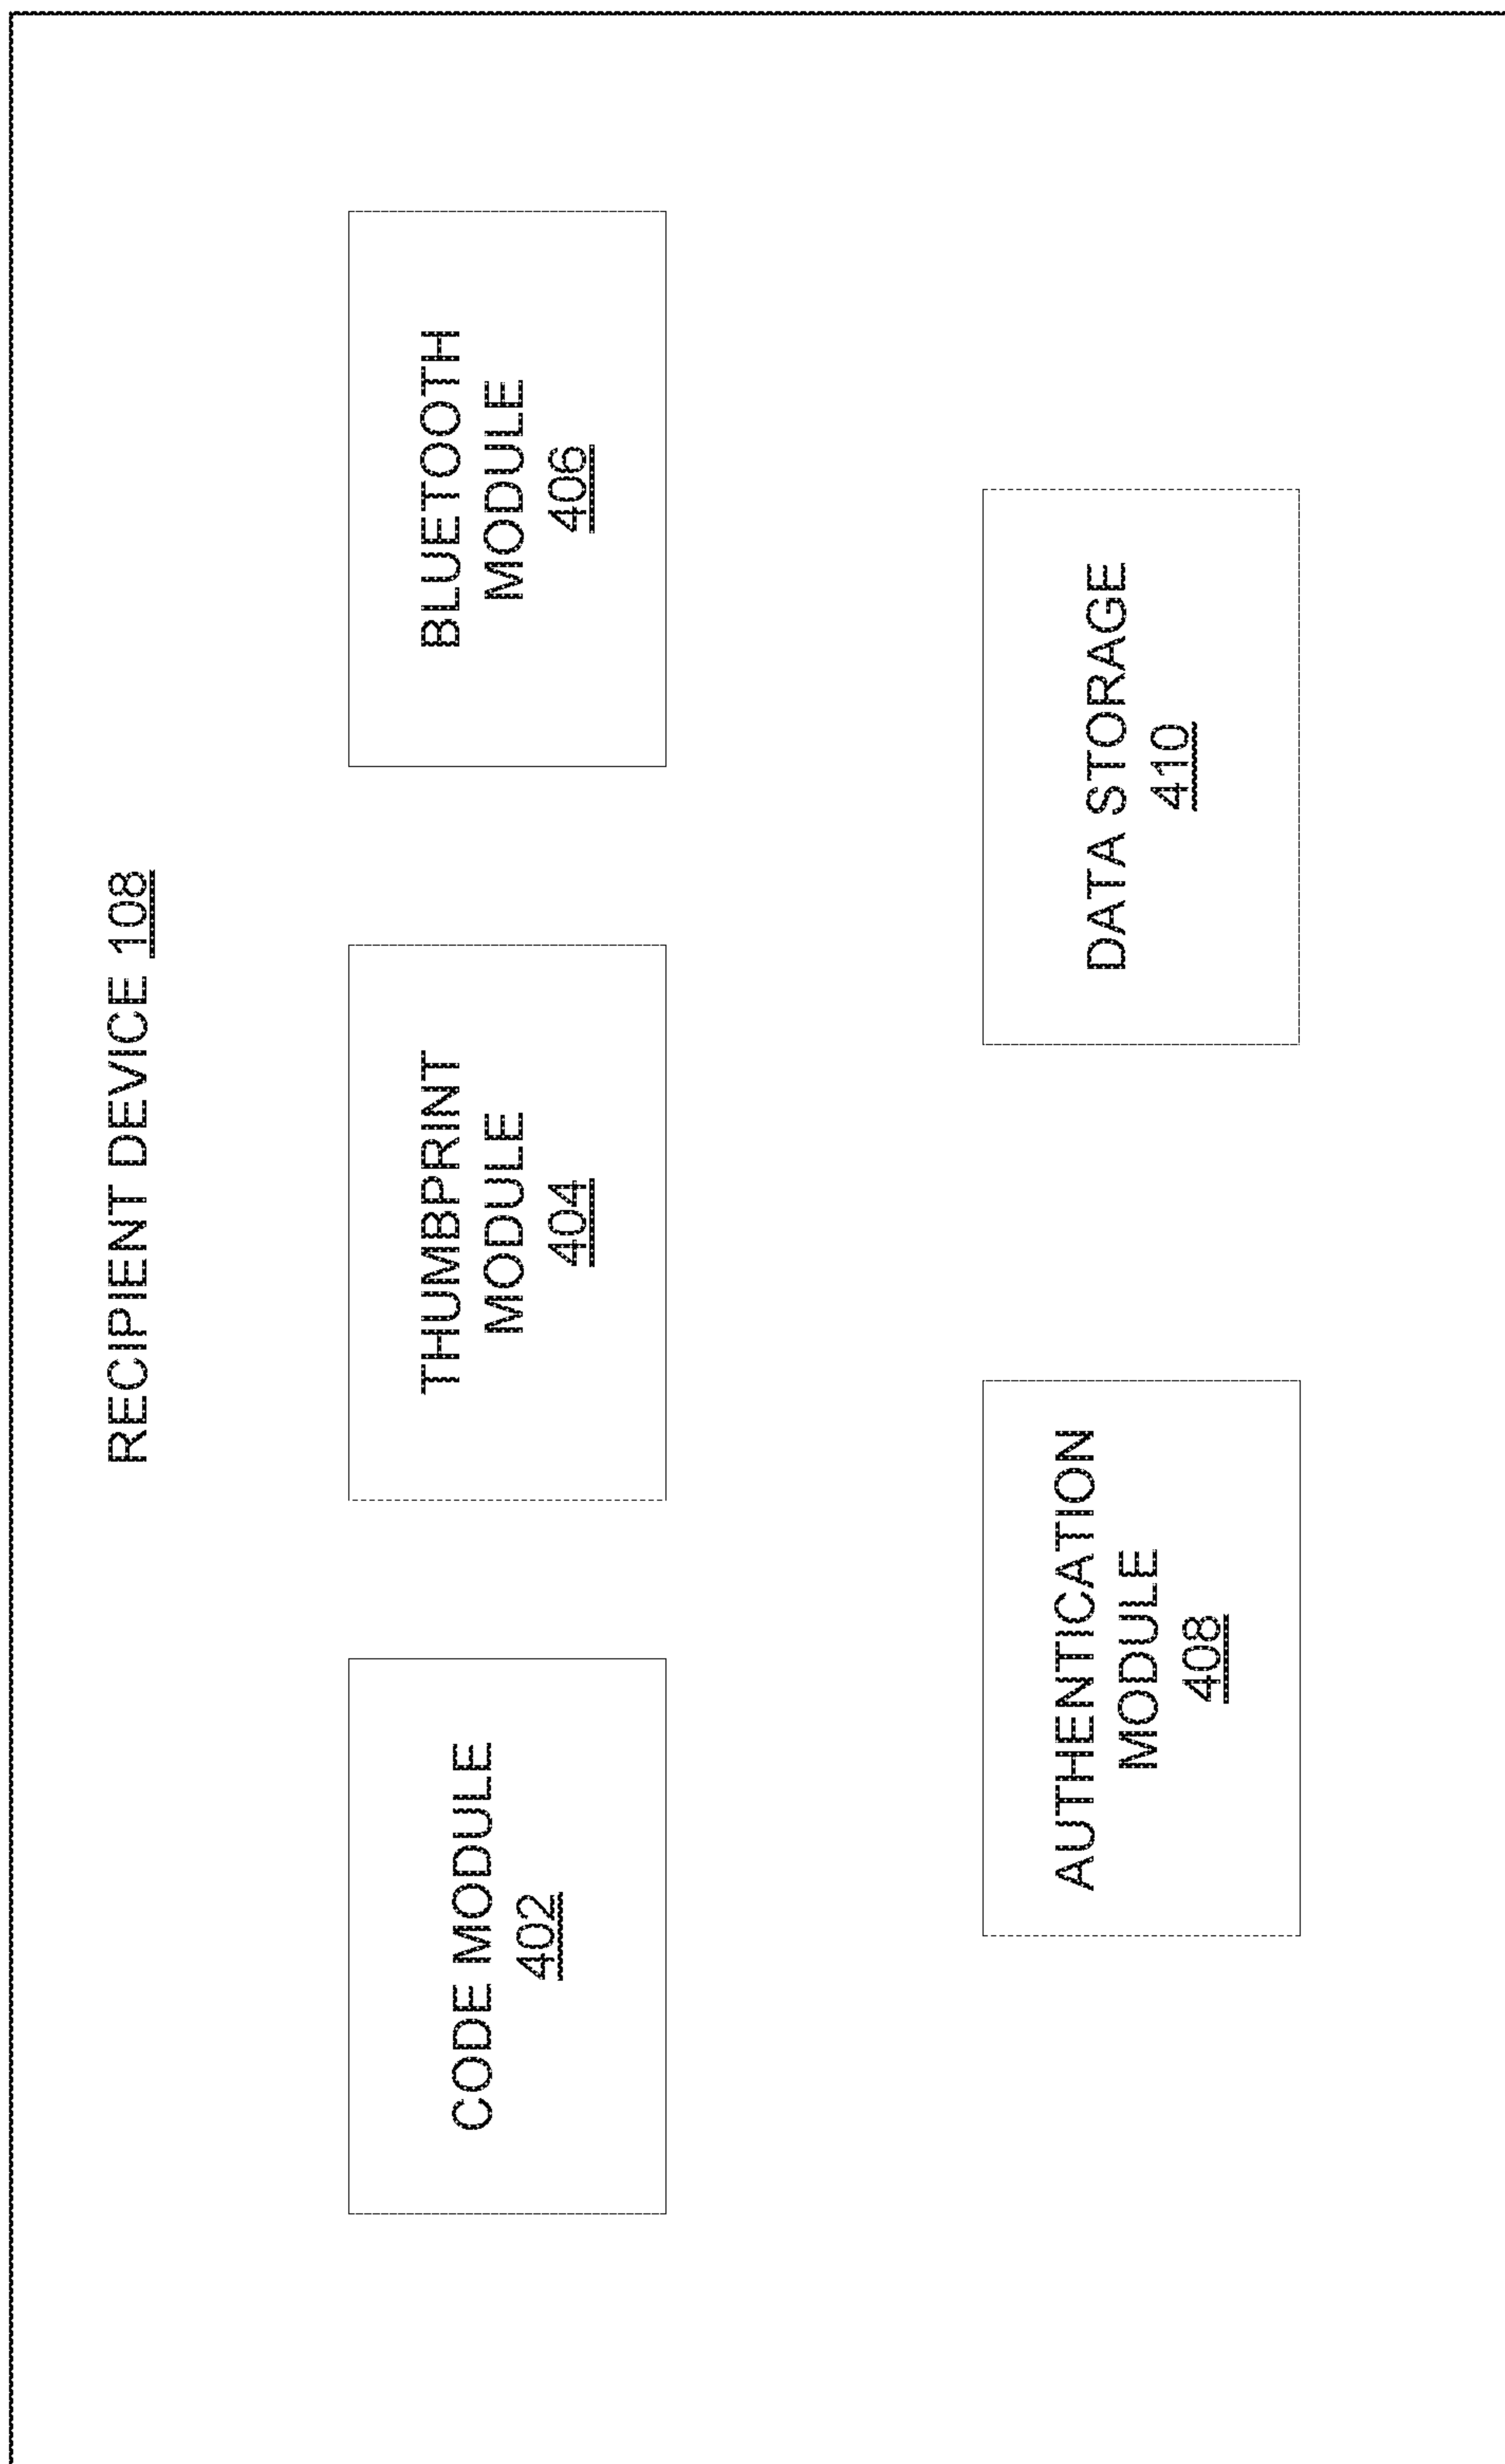 RECIPIENT DEVICE 108
CODE MODULE
402
THUMBPRINT
MODULE
404
BLUETOOTH
MODULE
406
AUTHENTICATION
MODULE
408
DATA STORAGE
410